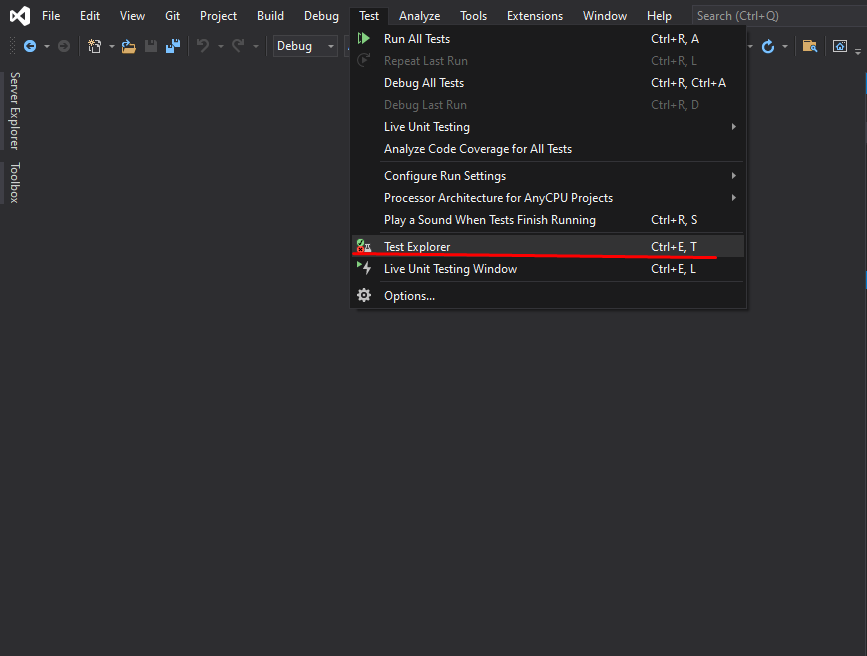 File Edit View Git Project Build Debug Test Analyze Tools Extensions Window Help Search (Ctrl+Q)
Debug
Server Explorer
Toolbox
Run All Tests Ctrl+R, A
Repeat Last Run Ctrl+R, L
Debug All Tests Ctrl+R, Ctrl+A
Debug Last Run Ctrl+R, D
Live Unit Testing
Analyze Code Coverage for All Tests
Configure Run Settings
Processor Architecture for AnyCPU Projects
Play a Sound When Tests Finish Running Ctrl+R, S
Test Explorer Ctrl+E, T
Live Unit Testing Window Ctrl+E, L
Options...